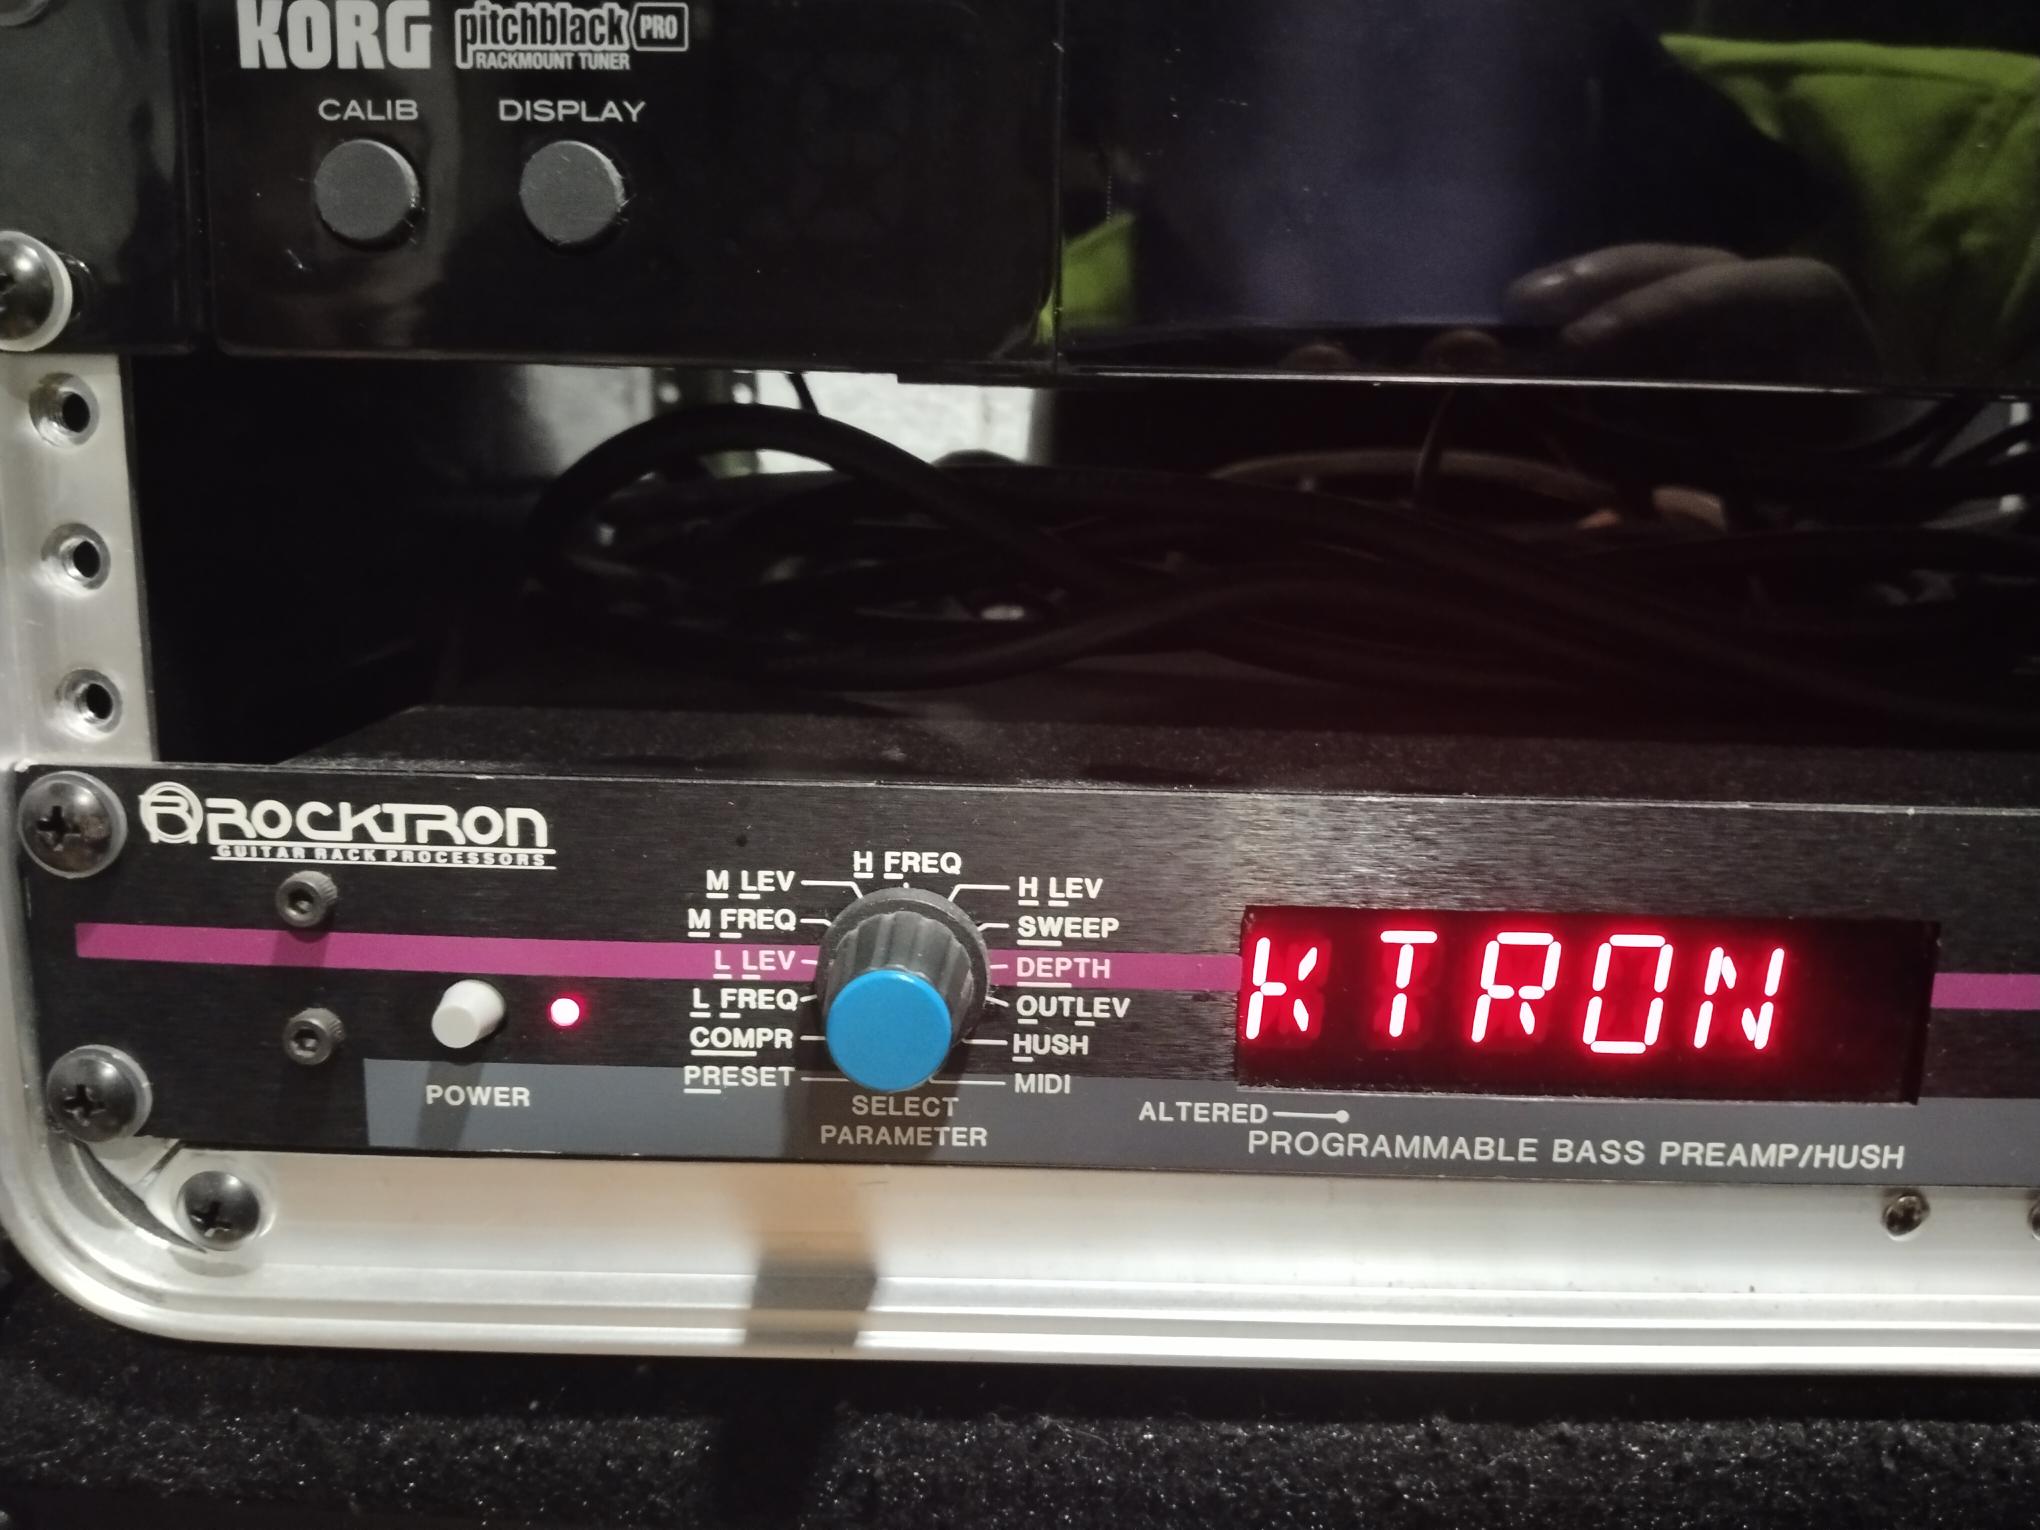 KORG pitchblack PRO
RACKMOUNT TUNER
CALIB DISPLAY
ROCKTRON
GUITAR RACK PROCESSORS
H FREQ
M LEV H LEV
M FREQ SWEEP
L LEV DEPTH
L FREQ OUTLEV
COMPR HUSH
PRESET MIDI
SELECT
PARAMETER
POWER
KTRON
ALTERED
PROGRAMMABLE BASS PREAMP/HUSH